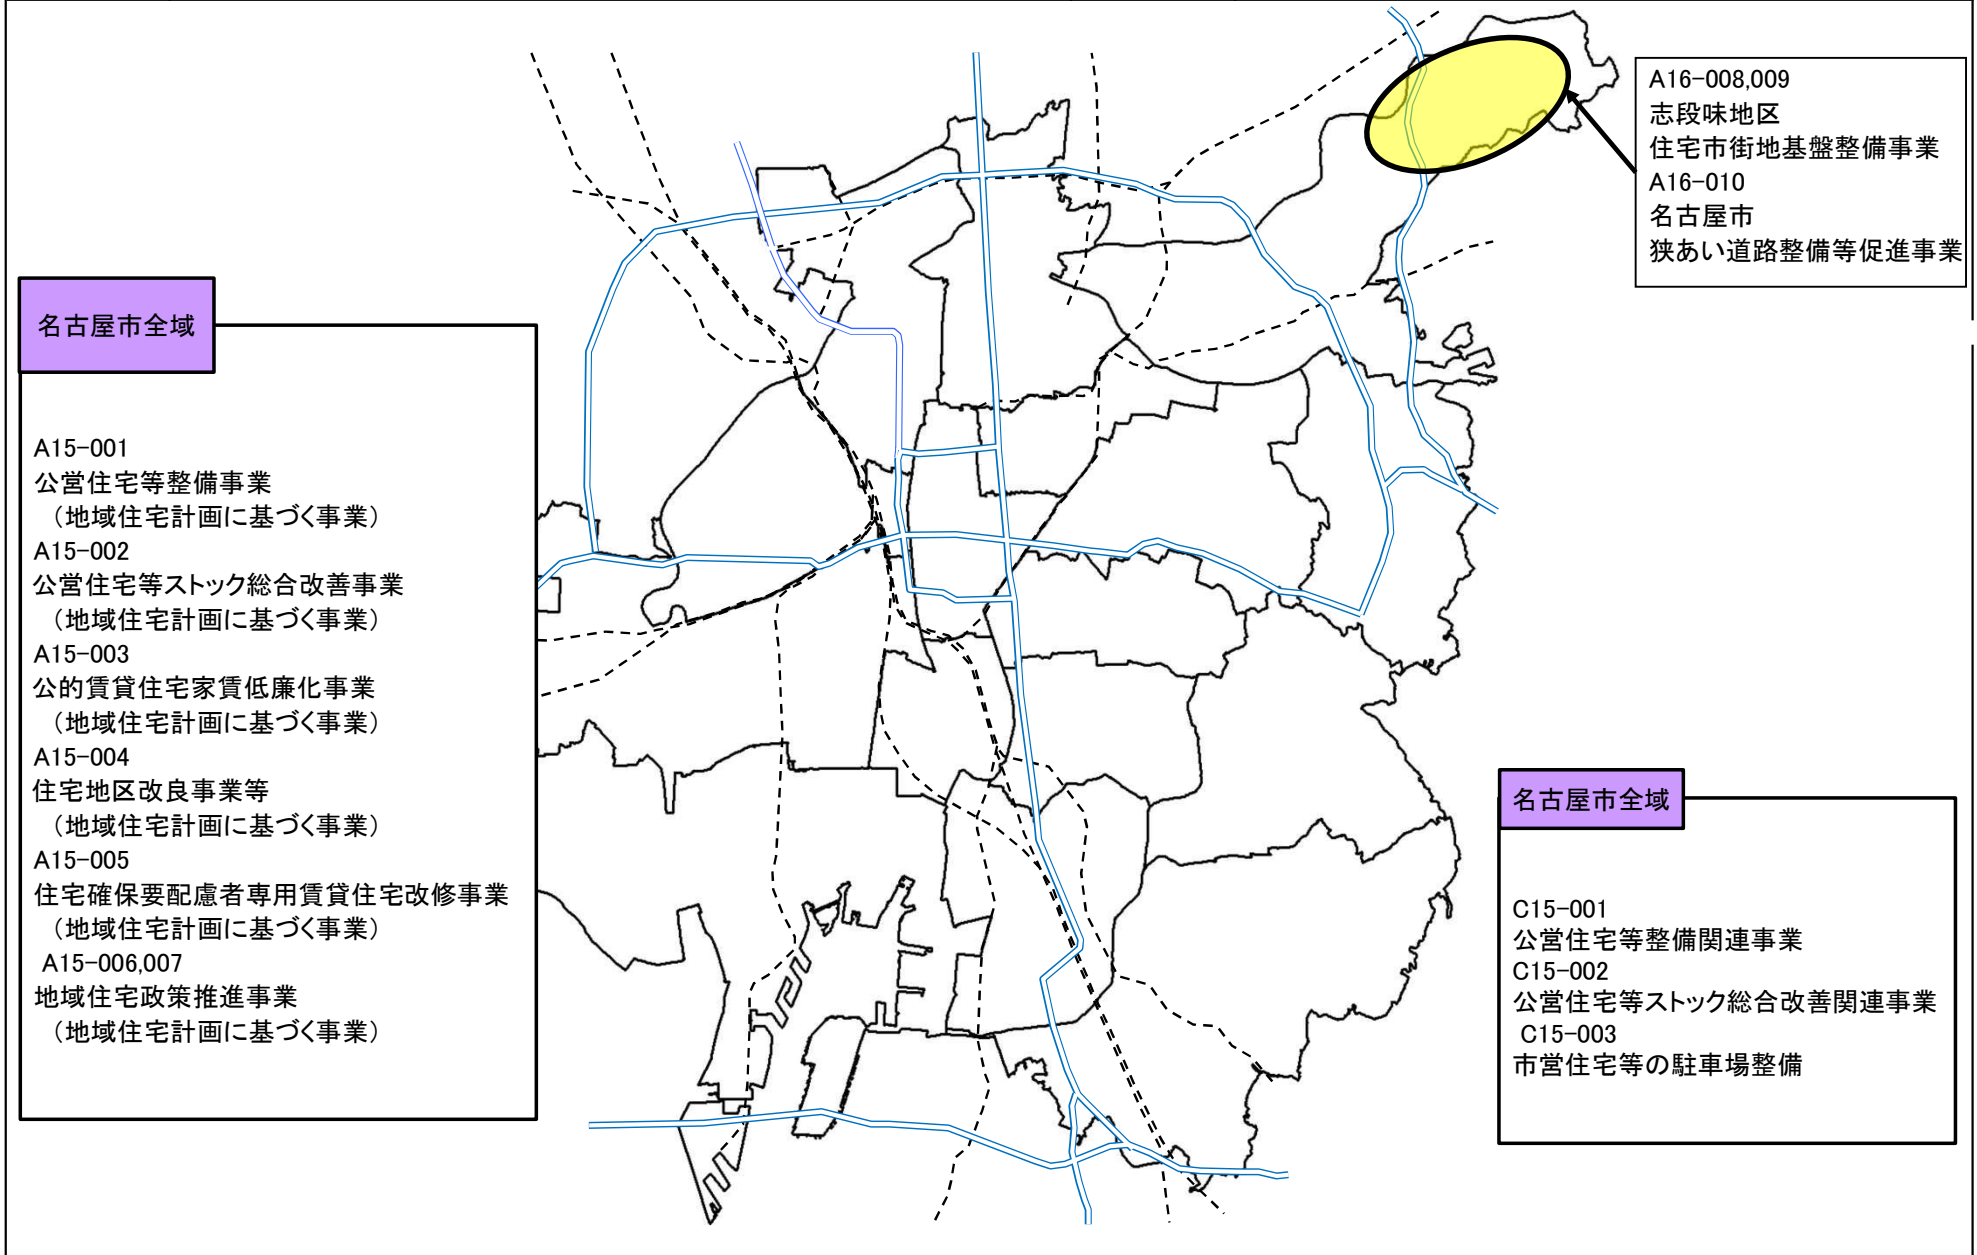 名古屋市全域
A15-001
公営住宅等整備事業
(地域住宅計画に基づく事業)
A15-002
公営住宅等ストック総合改善事業
(地域住宅計画に基づく事業)
A15-003
公的賃貸住宅家賃低廉化事業
(地域住宅計画に基づく事業)
A15-004
住宅地区改良事業等
(地域住宅計画に基づく事業)
A15-005
住宅確保要配慮者専用賃貸住宅改修事業
(地域住宅計画に基づく事業)
A15-006,007
地域住宅政策推進事業
(地域住宅計画に基づく事業)
A16-008,009
志段味地区
住宅市街地基盤整備事業
A16-010
名古屋市
狭あい道路整備等促進事業
名古屋市全域
C15-001
公営住宅等整備関連事業
C15-002
公営住宅等ストック総合改善関連事業
C15-003
市営住宅等の駐車場整備